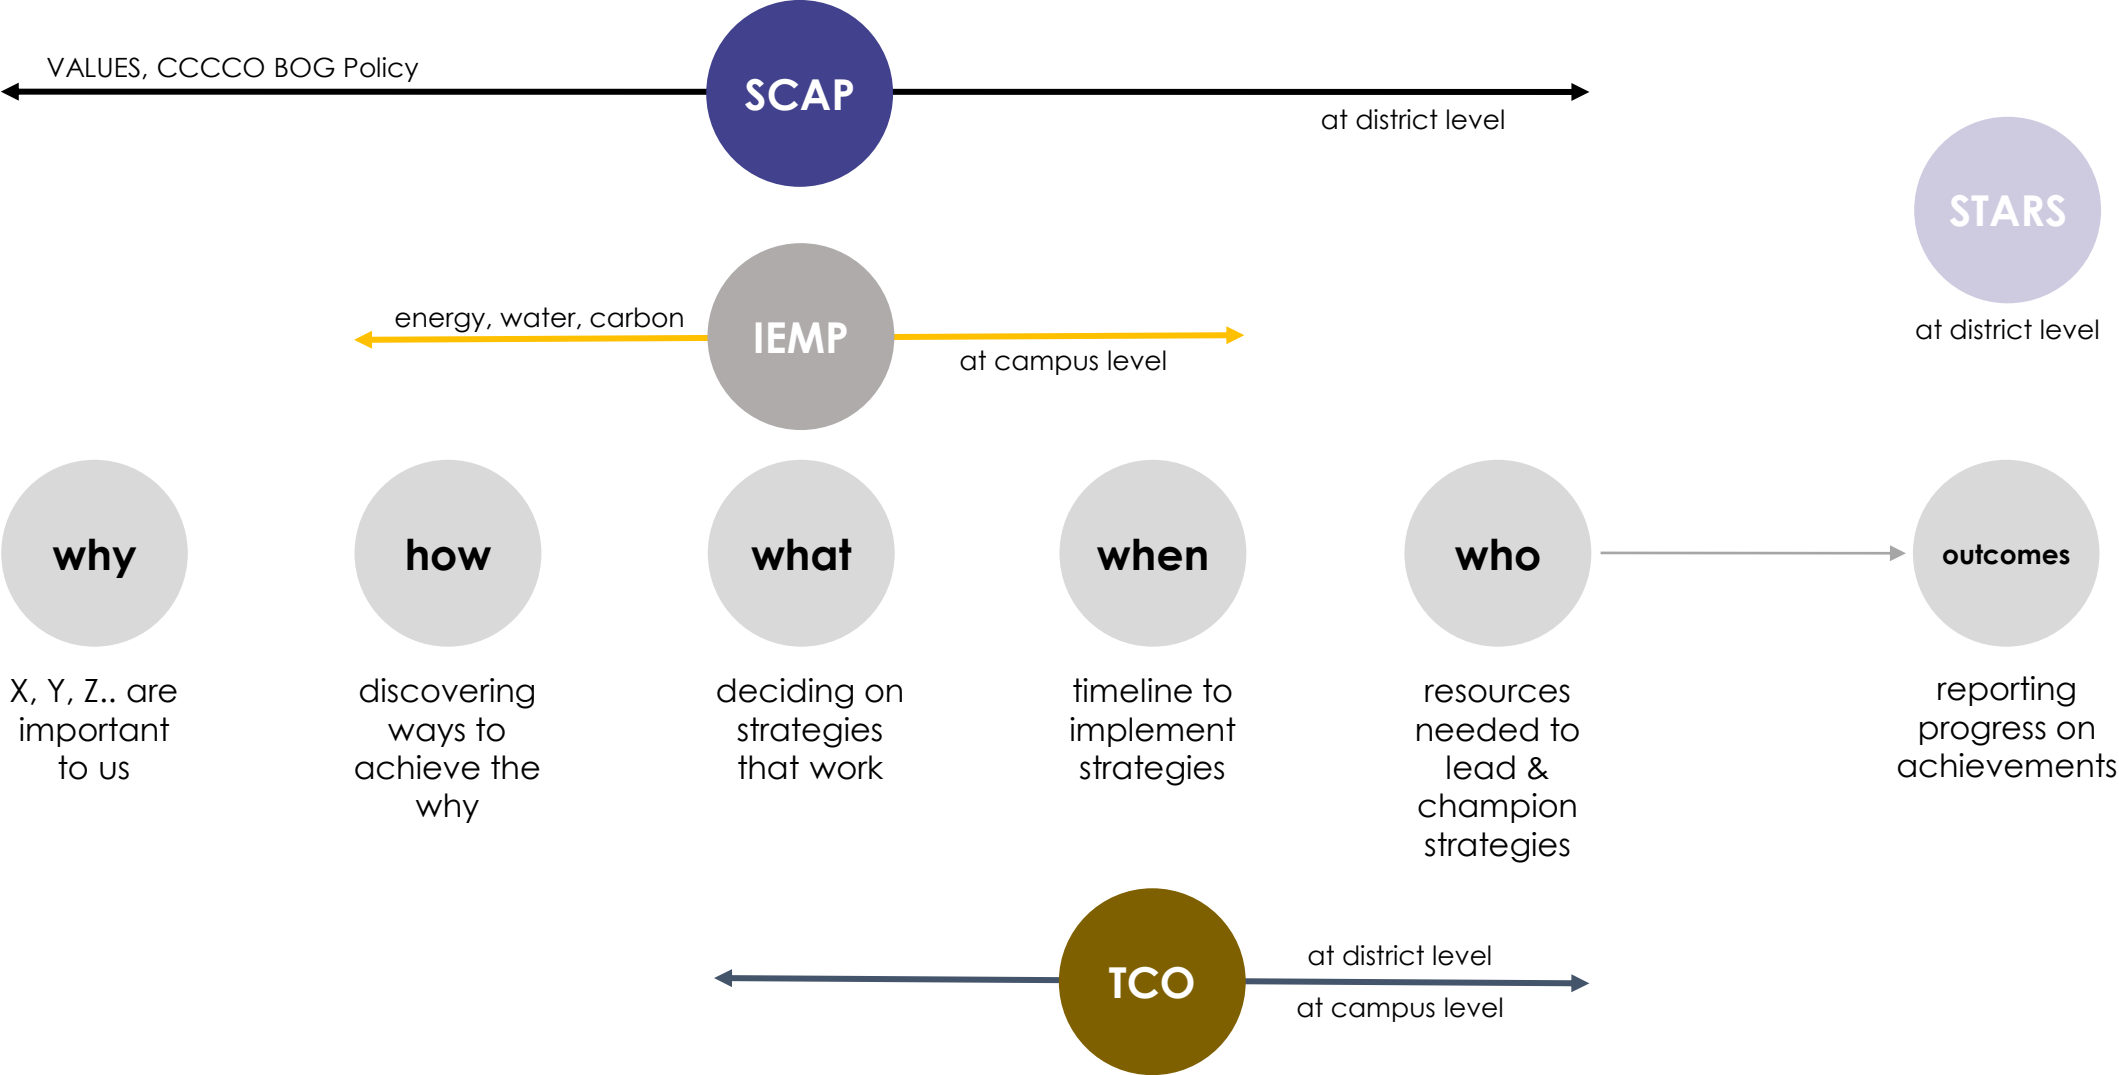 VALUES, CCCCO BOG Policy
SCAP
at district level
STARS
at district level
energy, water, carbon
IEMP
at campus level
why
how
what
when
who
outcomes
X, Y, Z.. are
important
to us
discovering
ways to
achieve the
why
deciding on
strategies
that work
timeline to
implement
strategies
resources
needed to
lead &
champion
strategies
reporting
progress on
achievements
TCO
at district level
at campus level